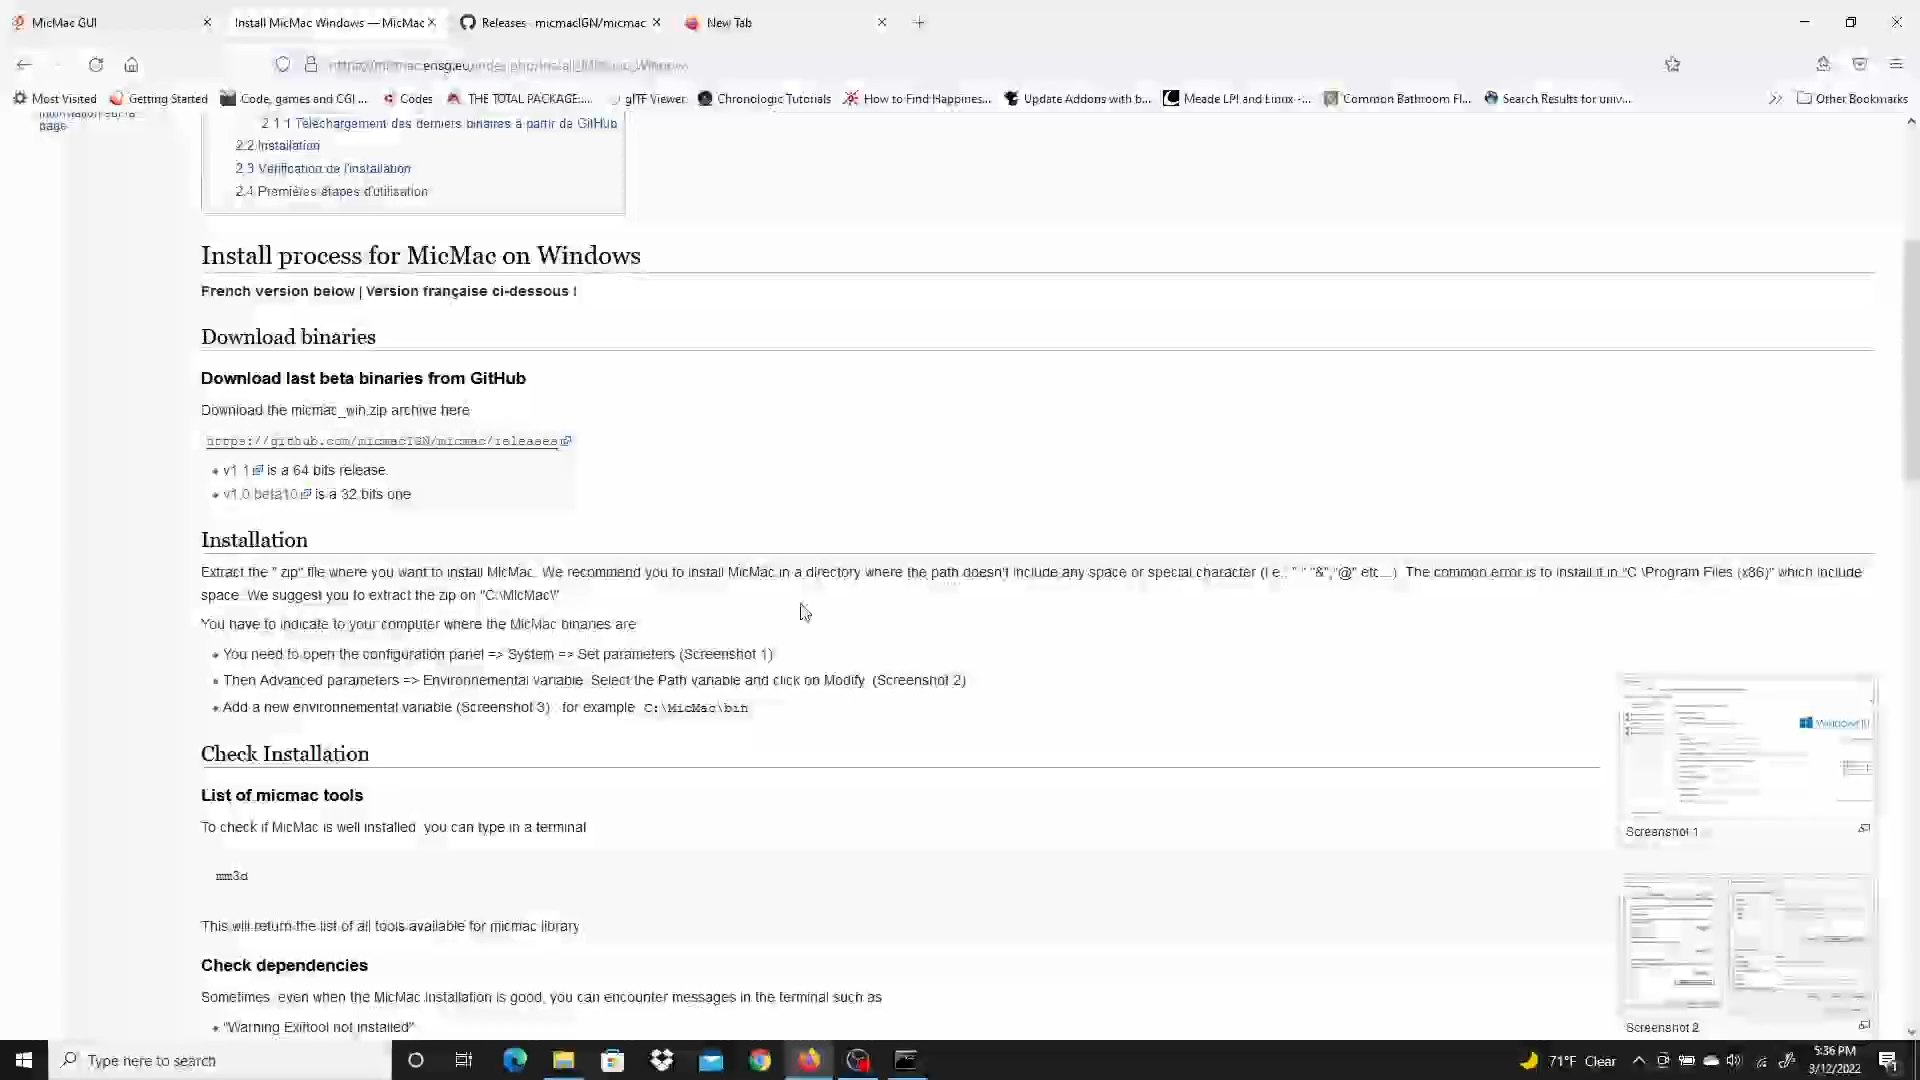 MicMac GUI
Install MicMac Windows — MicMac
Releases · micmacIGN/micmac
New Tab
Most Visited
Getting Started
Code, games and CGI ...
Codes
THE TOTAL PACKAGE:...
glTF Viewer
Chronologic Tutorials
How to Find Happines...
Update Addons with b...
Meade LPI and Linux -...
Common Bathroom Fl...
Search Results for univ...
Other Bookmarks
information sur la
page
2.1.1 Téléchargement des derniers binaires à partir de GitHub
2.2 Installation
2.3 Vérification de l'installation
2.4 Premières étapes d'utilisation
Install process for MicMac on Windows
French version below | Version française ci-dessous !
Download binaries
Download last beta binaries from GitHub
Download the micmac_win.zip archive here
https://github.com/micmacIGN/micmac/releases
v1.1 is a 64 bits release.
v1.0.beta10 is a 32 bits one
Installation
Extract the ".zip" file where you want to install MicMac. We recommend you to install MicMac in a directory where the path doesn't include any space or special character (i.e., " " "&","@" etc....). The common error is to install it in "C:\Program Files (x86)" which include
space. We suggest you to extract the zip on "C:\MicMac\"
You have to indicate to your computer where the MicMac binaries are
You need to open the configuration panel => System => Set parameters (Screenshot 1)
Then Advanced parameters => Environnemental variable. Select the Path variable and click on Modify. (Screenshot 2)
Add a new environnemental variable (Screenshot 3) : for example C:\MicMac\bin
Windows 10
Check Installation
List of micmac tools
To check if MicMac is well installed, you can type in a terminal
Screenshot 1
mm3d
This will return the list of all tools available for micmac library
Check dependencies
Sometimes, even when the MicMac installation is good, you can encounter messages in the terminal such as
"Warning Exiftool not installed"
Screenshot 2
Type here to search
71°F Clear
5:36 PM
3/12/2022
1